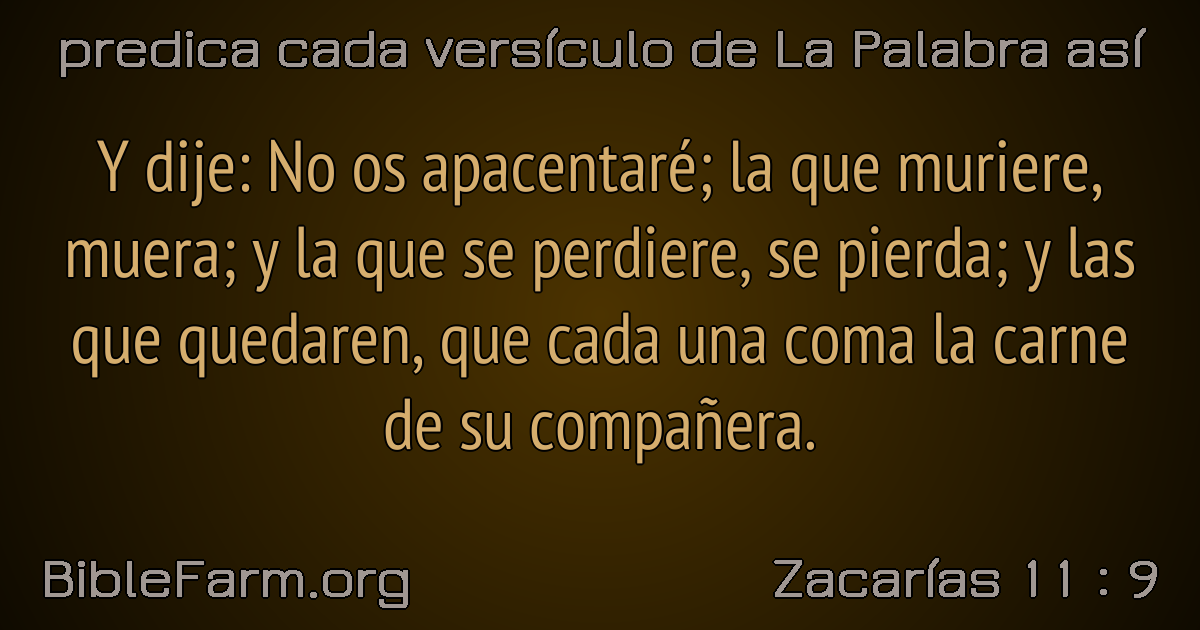 predica cada versículo de La Palabra así
Y dije: No os apacentaré; la que muriere,
muera; y la que se perdiere, se pierda; y las
que quedaren, que cada una coma la carne
de su compañera.
BibleFarm.org
Zacarías 11 : 9